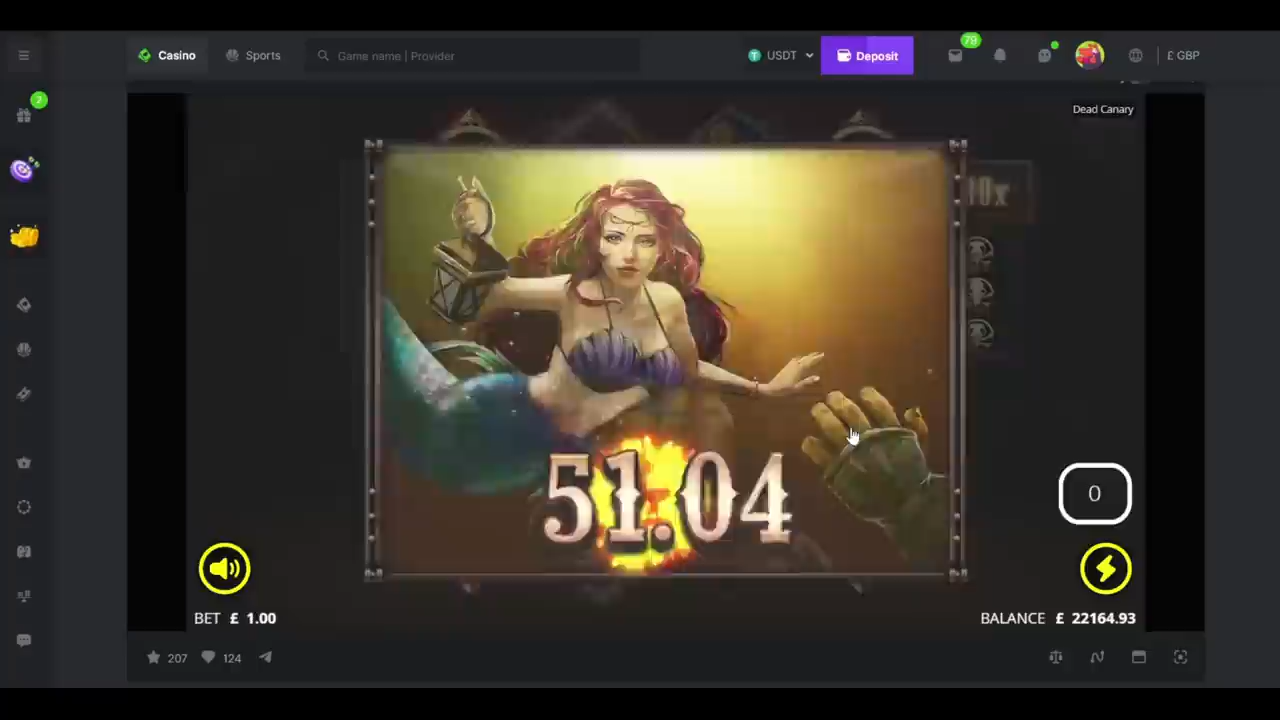 Casino
Sports
Game name | Provider
USDT
Deposit
79
£ GBP
2
Dead Canary
10x
51.04
0
BET £ 1.00
BALANCE £ 22164.93
207
124